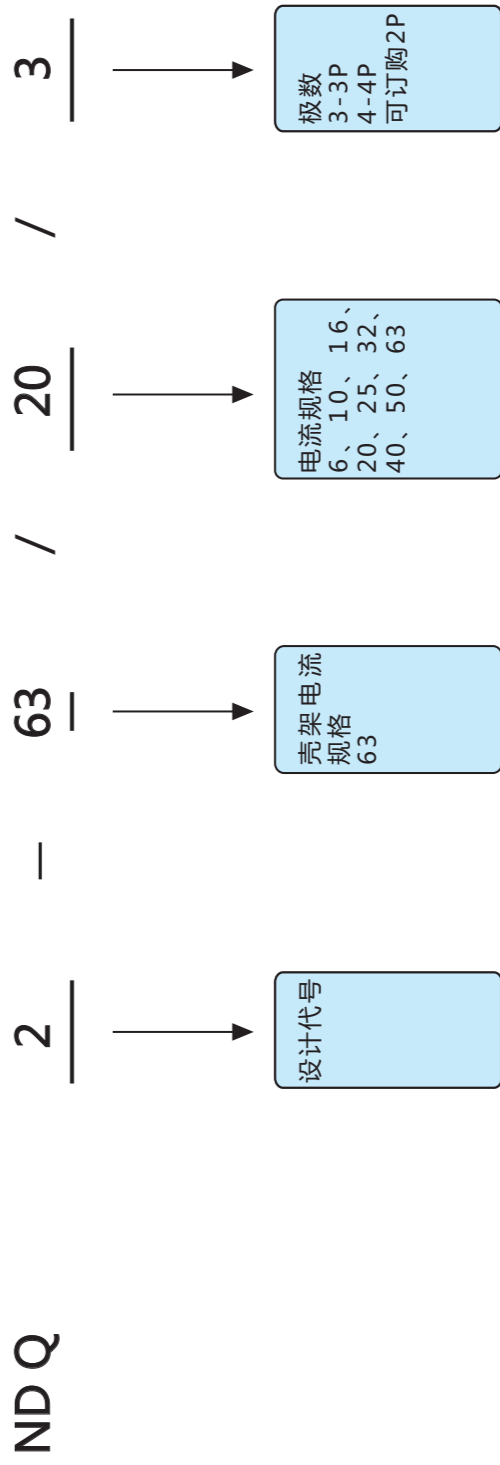 ND Q 2 — 63 / 20 / 3
设计代号
壳架电流
规格
63
电流规格
6、10、16、
20、25、32、
40、50、63
极数
3-3P
4-4P
可订购2P